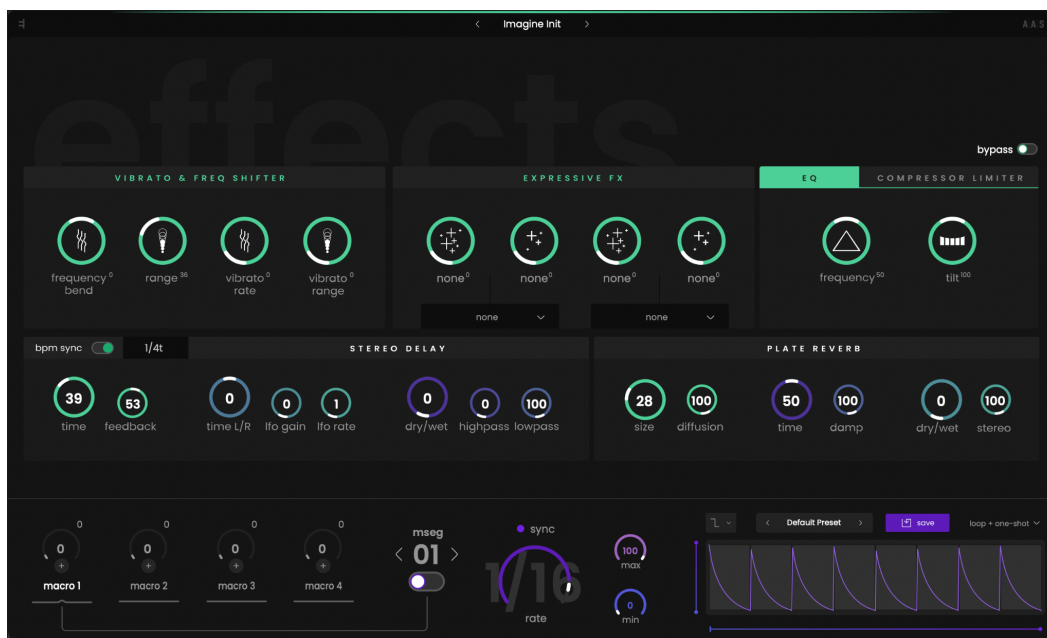 Imagine Init
AAS
effects
bypass
VIBRATO & FREQ SHIFTER
EXPRESSIVE FX
EQ
COMPRESSOR LIMITER
frequency bend 0
range 36
vibrato rate 0
vibrato range 0
none 0
none 0
none 0
none 0
frequency 50
tilt 100
none
none
bpm sync
1/4t
STEREO DELAY
PLATE REVERB
39
time
53
feedback
0
time L/R
0
lfo gain
1
lfo rate
0
dry/wet
0
highpass
100
lowpass
28
size
100
diffusion
50
time
100
damp
0
dry/wet
100
stereo
0
0
+
macro 1
0
0
+
macro 2
0
0
+
macro 3
0
0
+
macro 4
mseg
01
sync
1/16
rate
100
max
0
min
Default Preset
save
loop + one-shot